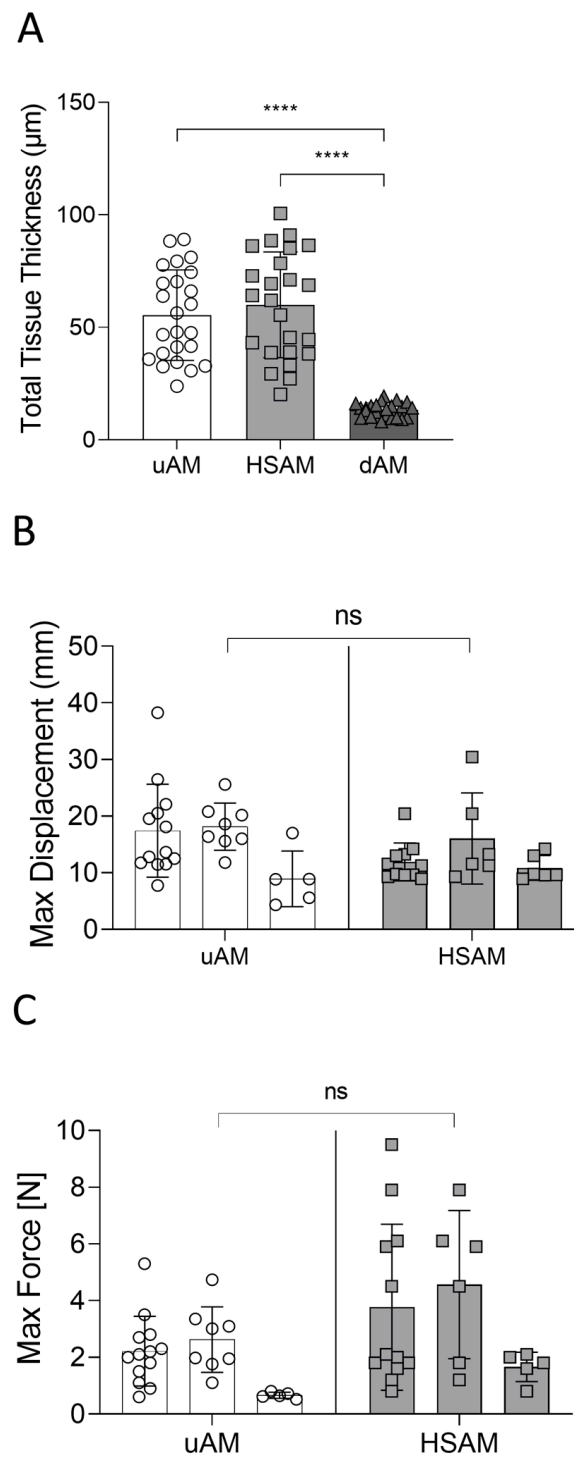 A
Total Tissue Thickness (µm)
150
100
50
0
****
****
uAM HSAM dAM
B
Max Displacement (mm)
50
40
30
20
10
0
ns
uAM HSAM
C
Max Force [N]
10
8
6
4
2
0
ns
uAM HSAM